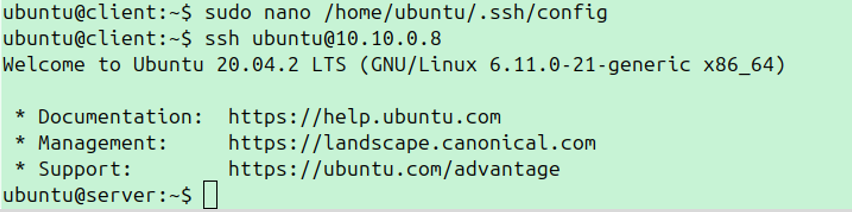 ubuntu@client:~$ sudo nano /home/ubuntu/.ssh/config
ubuntu@client:~$ ssh ubuntu@10.10.0.8
Welcome to Ubuntu 20.04.2 LTS (GNU/Linux 6.11.0-21-generic x86_64)

 * Documentation:  https://help.ubuntu.com
 * Management:     https://landscape.canonical.com
 * Support:        https://ubuntu.com/advantage
ubuntu@server:~$